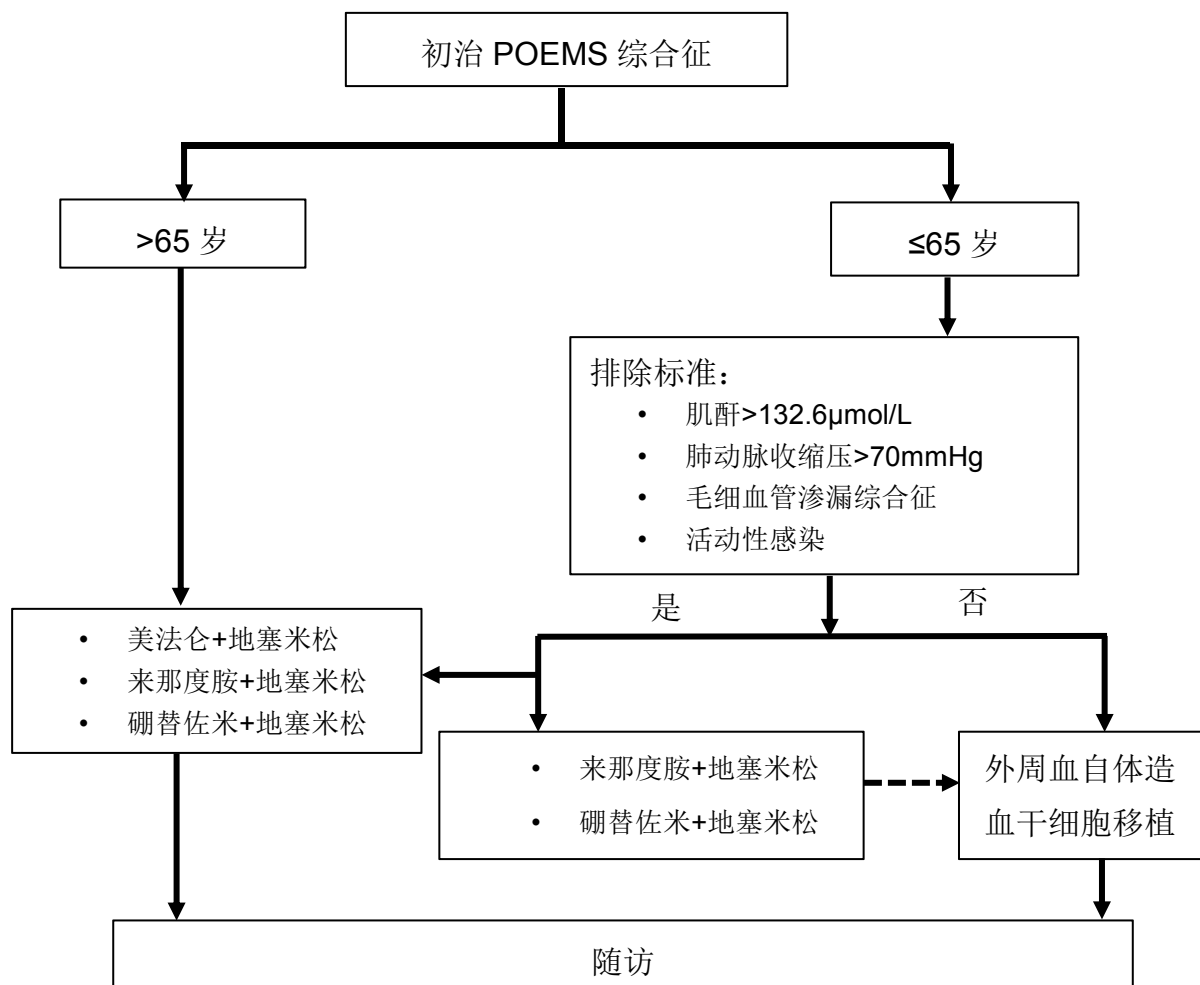 初治 POEMS 综合征
>65 岁
≤65 岁
排除标准：
• 肌酐>132.6μmol/L
• 肺动脉收缩压>70mmHg
• 毛细血管渗漏综合征
• 活动性感染
是
否
• 美法仑+地塞米松
• 来那度胺+地塞米松
• 硼替佐米+地塞米松
• 来那度胺+地塞米松
• 硼替佐米+地塞米松
外周血自体造
血干细胞移植
随访